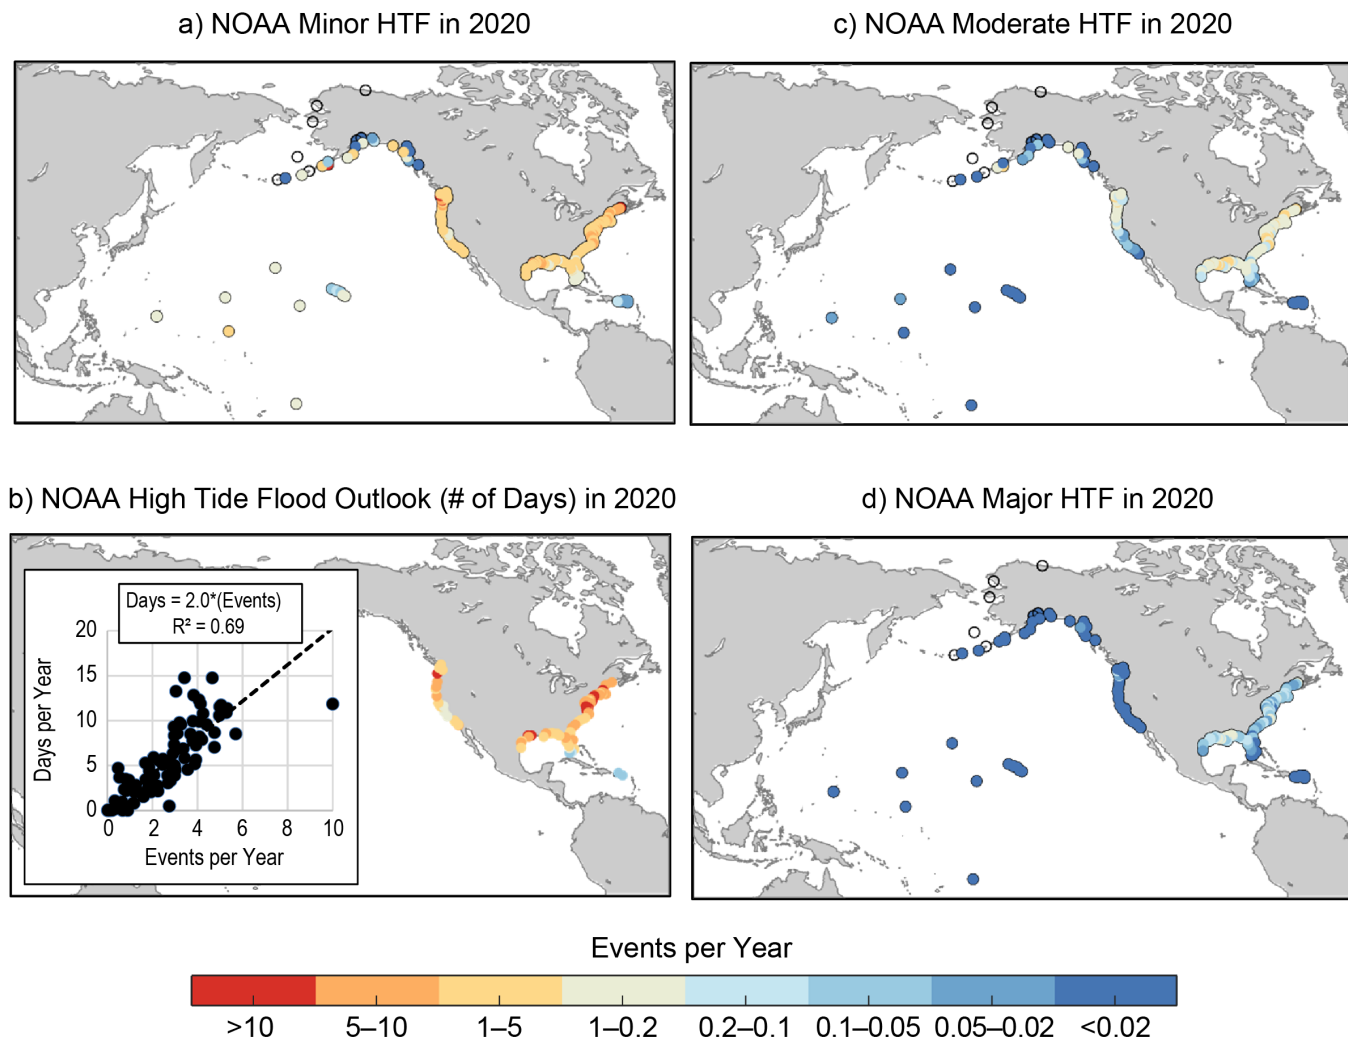 a) NOAA Minor HTF in 2020
c) NOAA Moderate HTF in 2020
b) NOAA High Tide Flood Outlook (# of Days) in 2020
d) NOAA Major HTF in 2020
Days = 2.0*(Events)
R² = 0.69
Days per Year
20
15
10
5
0
0 2 4 6 8 10
Events per Year
Events per Year
>10 5–10 1–5 1–0.2 0.2–0.1 0.1–0.05 0.05–0.02 <0.02